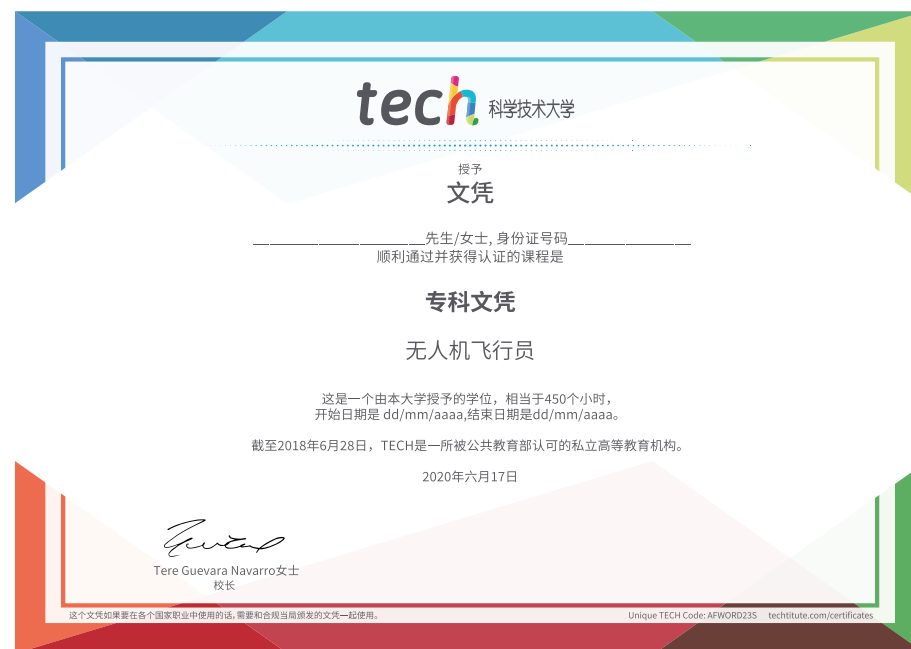 tech 科学技术大学
授予
文凭
________________________先生/女士, 身份证号码_________________
顺利通过并获得认证的课程是
专科文凭
无人机飞行员
这是一个由本大学授予的学位，相当于450个小时，
开始日期是 dd/mm/aaaa,结束日期是dd/mm/aaaa。
截至2018年6月28日，TECH是一所被公共教育部认可的私立高等教育机构。
2020年六月17日
Tere Guevara Navarro女士
校长
这个文凭如果要在各个国家职业中使用的话,需要和合规当局颁发的文凭一起使用。
Unique TECH Code: AFWORD23S techtitute.com/certificates